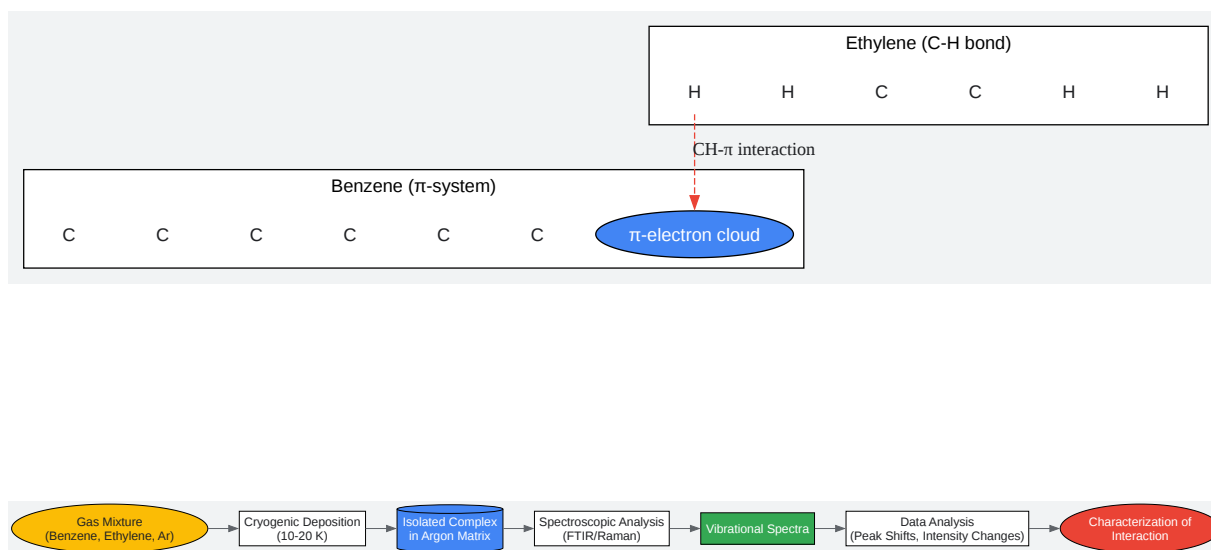 Ethylene (C-H bond)
H H C C H H
CH-π interaction
Benzene (π-system)
C C C C C C π-electron cloud
Gas Mixture
(Benzene, Ethylene, Ar)
Cryogenic Deposition
(10-20 K)
Isolated Complex
in Argon Matrix
Spectroscopic Analysis
(FTIR/Raman)
Vibrational Spectra
Data Analysis
(Peak Shifts, Intensity Changes)
Characterization of
Interaction